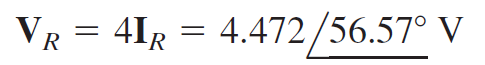 V_R = 4I_R = 4.472/56.57° V